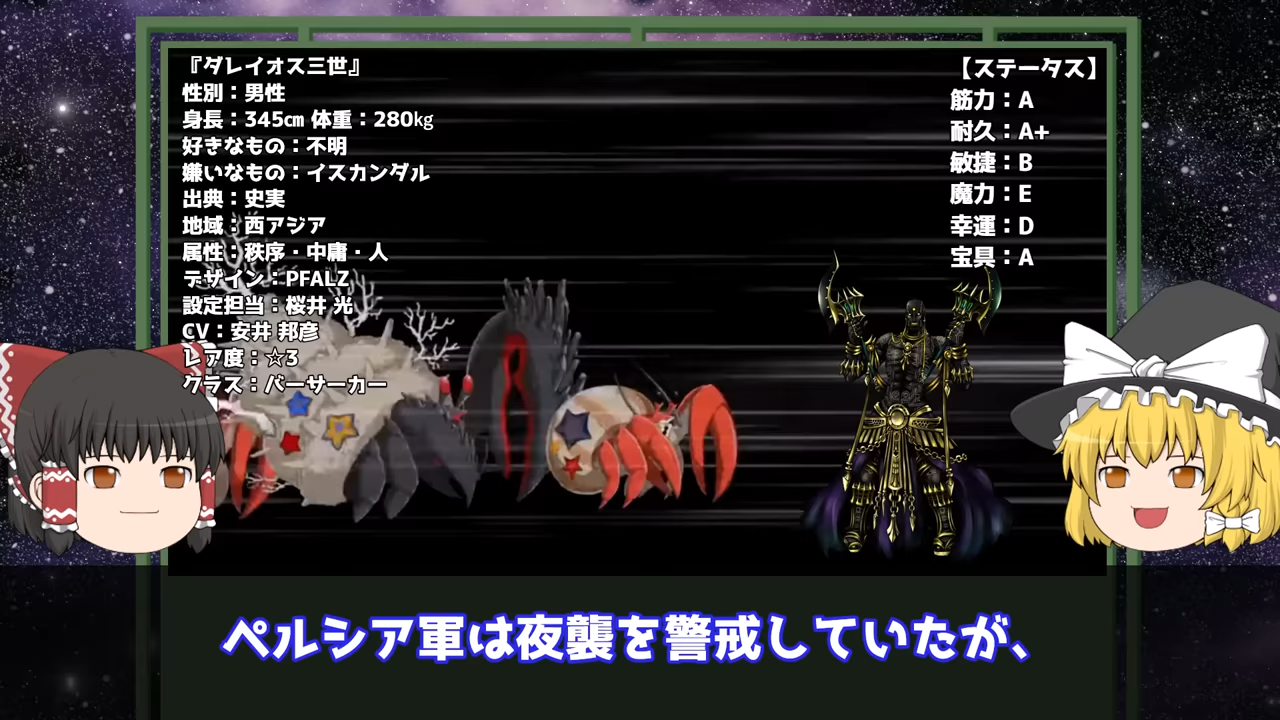 『ダレイオス三世』
性別：男性
身長：345㎝ 体重：280㎏
好きなもの：不明
嫌いなもの：イスカンダル
出典：史実
地域：西アジア
属性：秩序・中庸・人
デザイン：PFALZ
設定担当：桜井 光
CV：安井 邦彦
レア度：☆3
クラス：バーサーカー
【ステータス】
筋力：A
耐久：A+
敏捷：B
魔力：E
幸運：D
宝具：A
ペルシア軍は夜襲を警戒していたが、